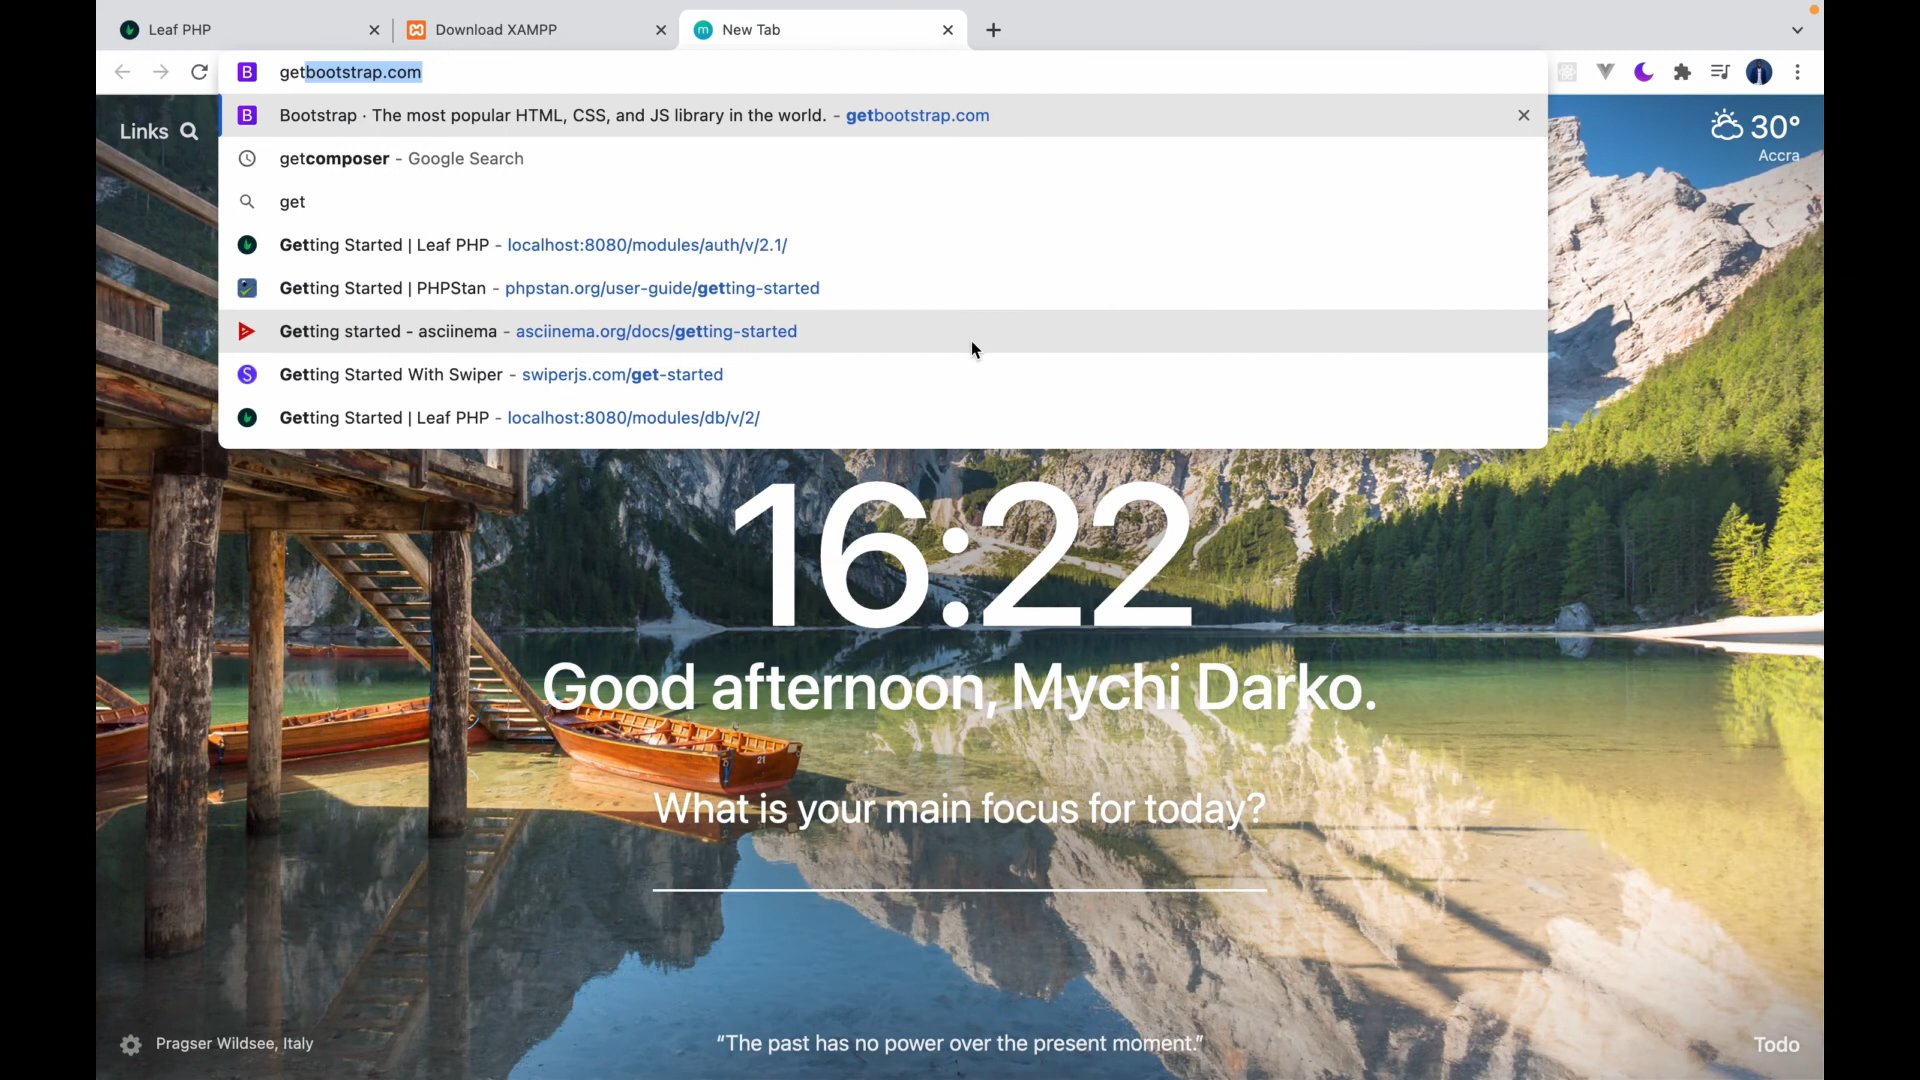 Leaf PHP
Download XAMPP
New Tab
getbootstrap.com
Bootstrap · The most popular HTML, CSS, and JS library in the world. - getbootstrap.com
getcomposer - Google Search
get
Getting Started | Leaf PHP - localhost:8080/modules/auth/v/2.1/
Getting Started | PHPStan - phpstan.org/user-guide/getting-started
Getting started - asciinema - asciinema.org/docs/getting-started
Getting Started With Swiper - swiperjs.com/get-started
Getting Started | Leaf PHP - localhost:8080/modules/db/v/2/
Links
30°
Accra
16:22
Good afternoon, Mychi Darko.
21
What is your main focus for today?
Pragser Wildsee, Italy
“The past has no power over the present moment.”
Todo